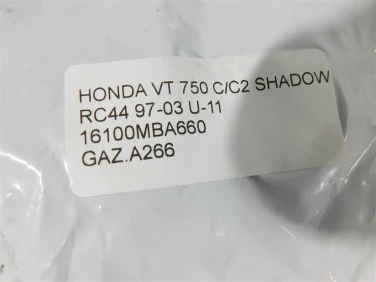 HONDA VT 750 C/C2 SHADOW
RC44 97-03 U-11
16100MBA660
GAZ.A266